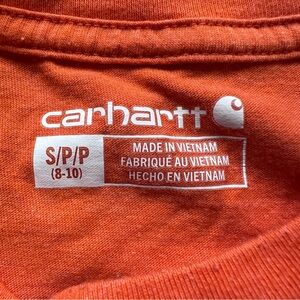 carhartt
S/P/P
(8-10)
MADE IN VIETNAM
FABRIQUÉ AU VIETNAM
HECHO EN VIETNAM